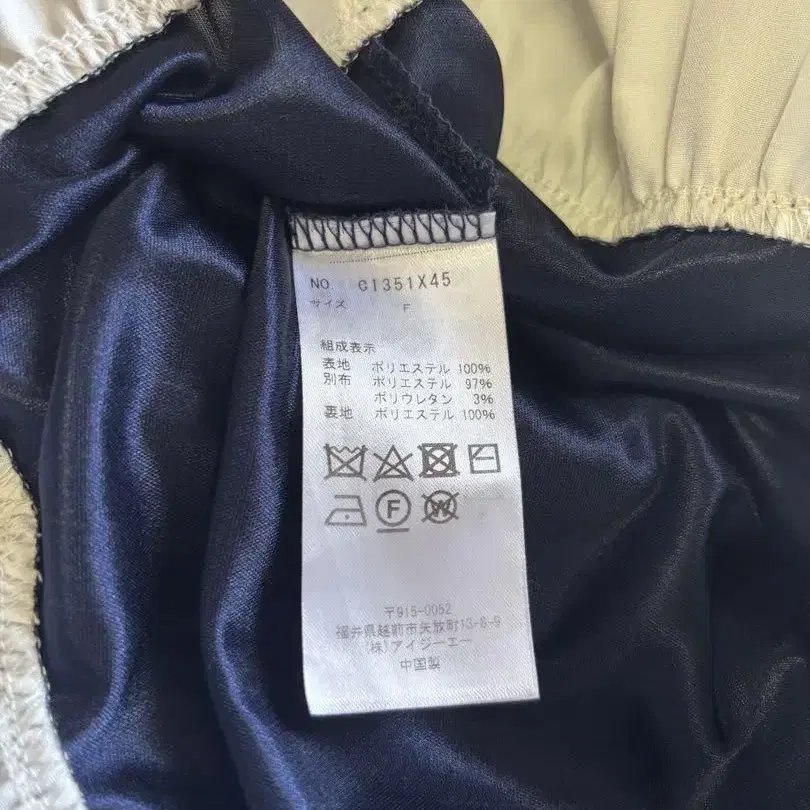 NO CI351X45
サイズ F
組成表示
表地 ポリエステル 100%
別布 ポリエステル 97%
ポリウレタン 3%
裏地 ポリエステル 100%
F
W
〒915-0052
福井県越前市矢放町13-8-9
(株)アイジーエー
中国製